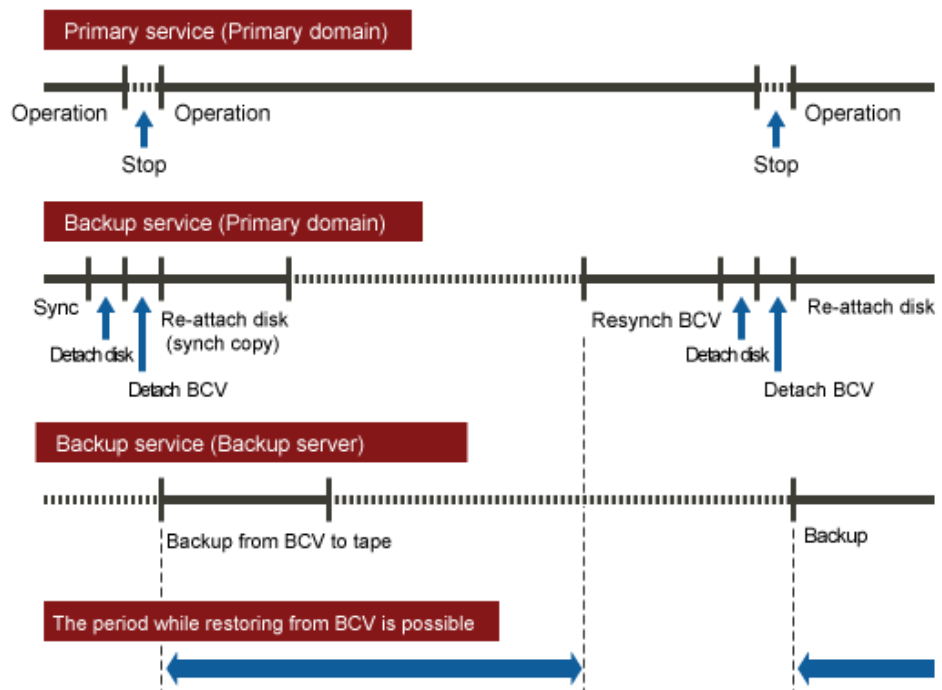 Primary service (Primary domain)
Operation
Operation
Operation
Stop
Stop
Backup service (Primary domain)
Sync
Re-attach disk
(synch copy)
Resynch BCV
Re-attach disk
Detach disk
Detach disk
Detach BCV
Detach BCV
Backup service (Backup server)
Backup from BCV to tape
Backup
The period while restoring from BCV is possible